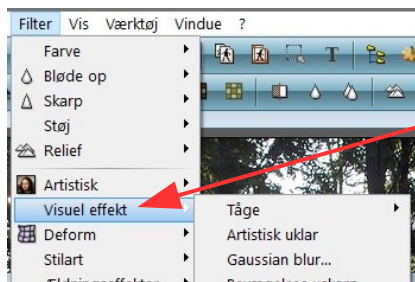 Filter Vis Værktøj Vindue ?
Farve
Bløde op
Skarp
Støj
Relief
Artistisk
Visuel effekt
Deform
Stilart
Tåge
Artistisk uklar
Gaussian blur...